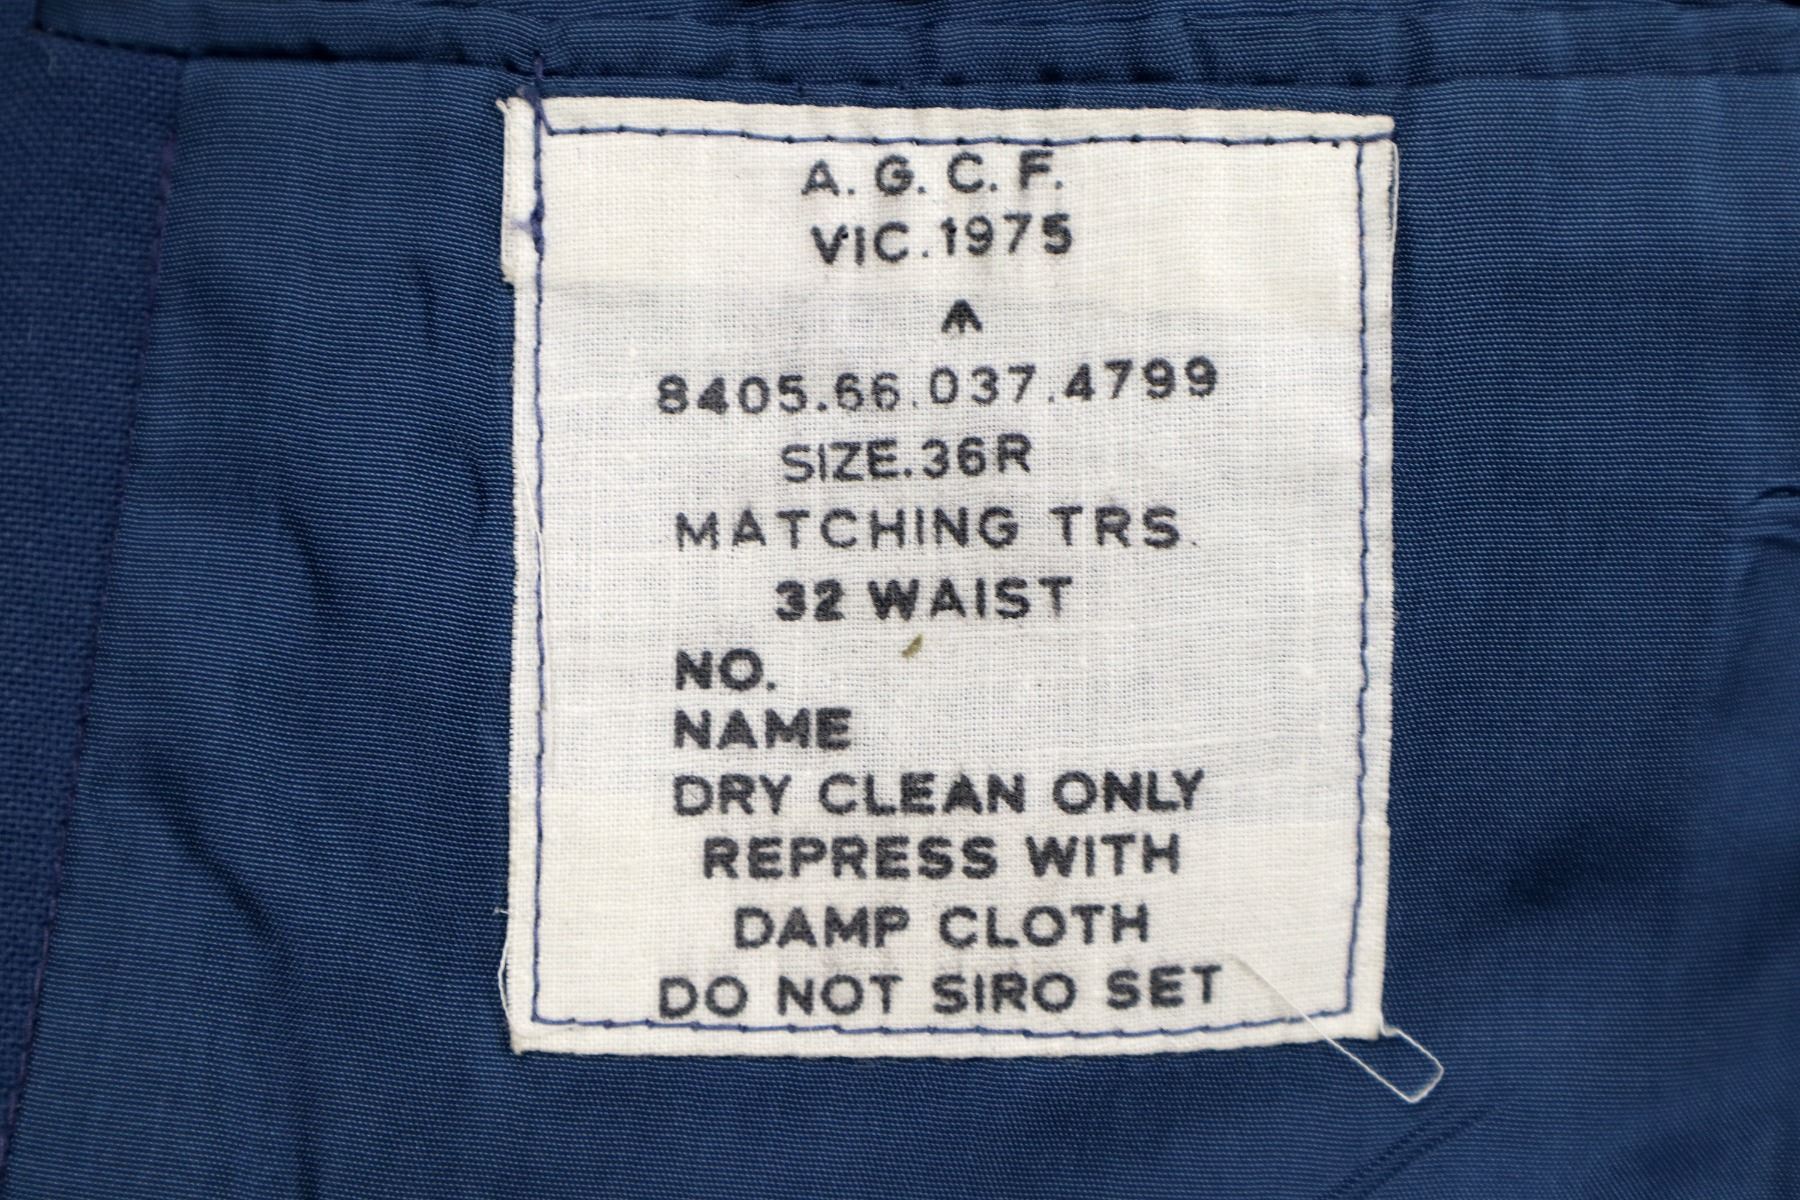 A. G. C. F.
VIC. 1975
8405.66.037.4799
SIZE.36R
MATCHING TRS.
32 WAIST
NO.
NAME
DRY CLEAN ONLY
REPRESS WITH
DAMP CLOTH
DO NOT SIRO SET